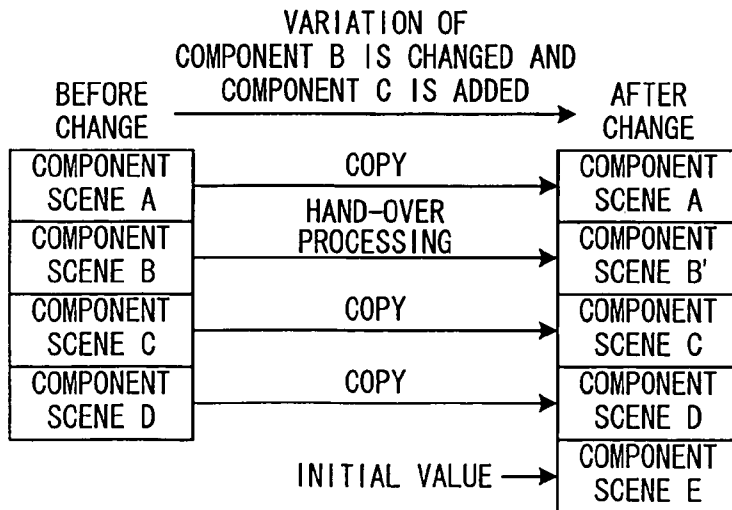 VARIATION OF
COMPONENT B IS CHANGED AND
COMPONENT C IS ADDED
BEFORE
CHANGE
AFTER
CHANGE
COMPONENT
SCENE A
COPY
COMPONENT
SCENE A
COMPONENT
SCENE B
HAND-OVER
PROCESSING
COMPONENT
SCENE B'
COMPONENT
SCENE C
COPY
COMPONENT
SCENE C
COMPONENT
SCENE D
COPY
COMPONENT
SCENE D
INITIAL VALUE
COMPONENT
SCENE E